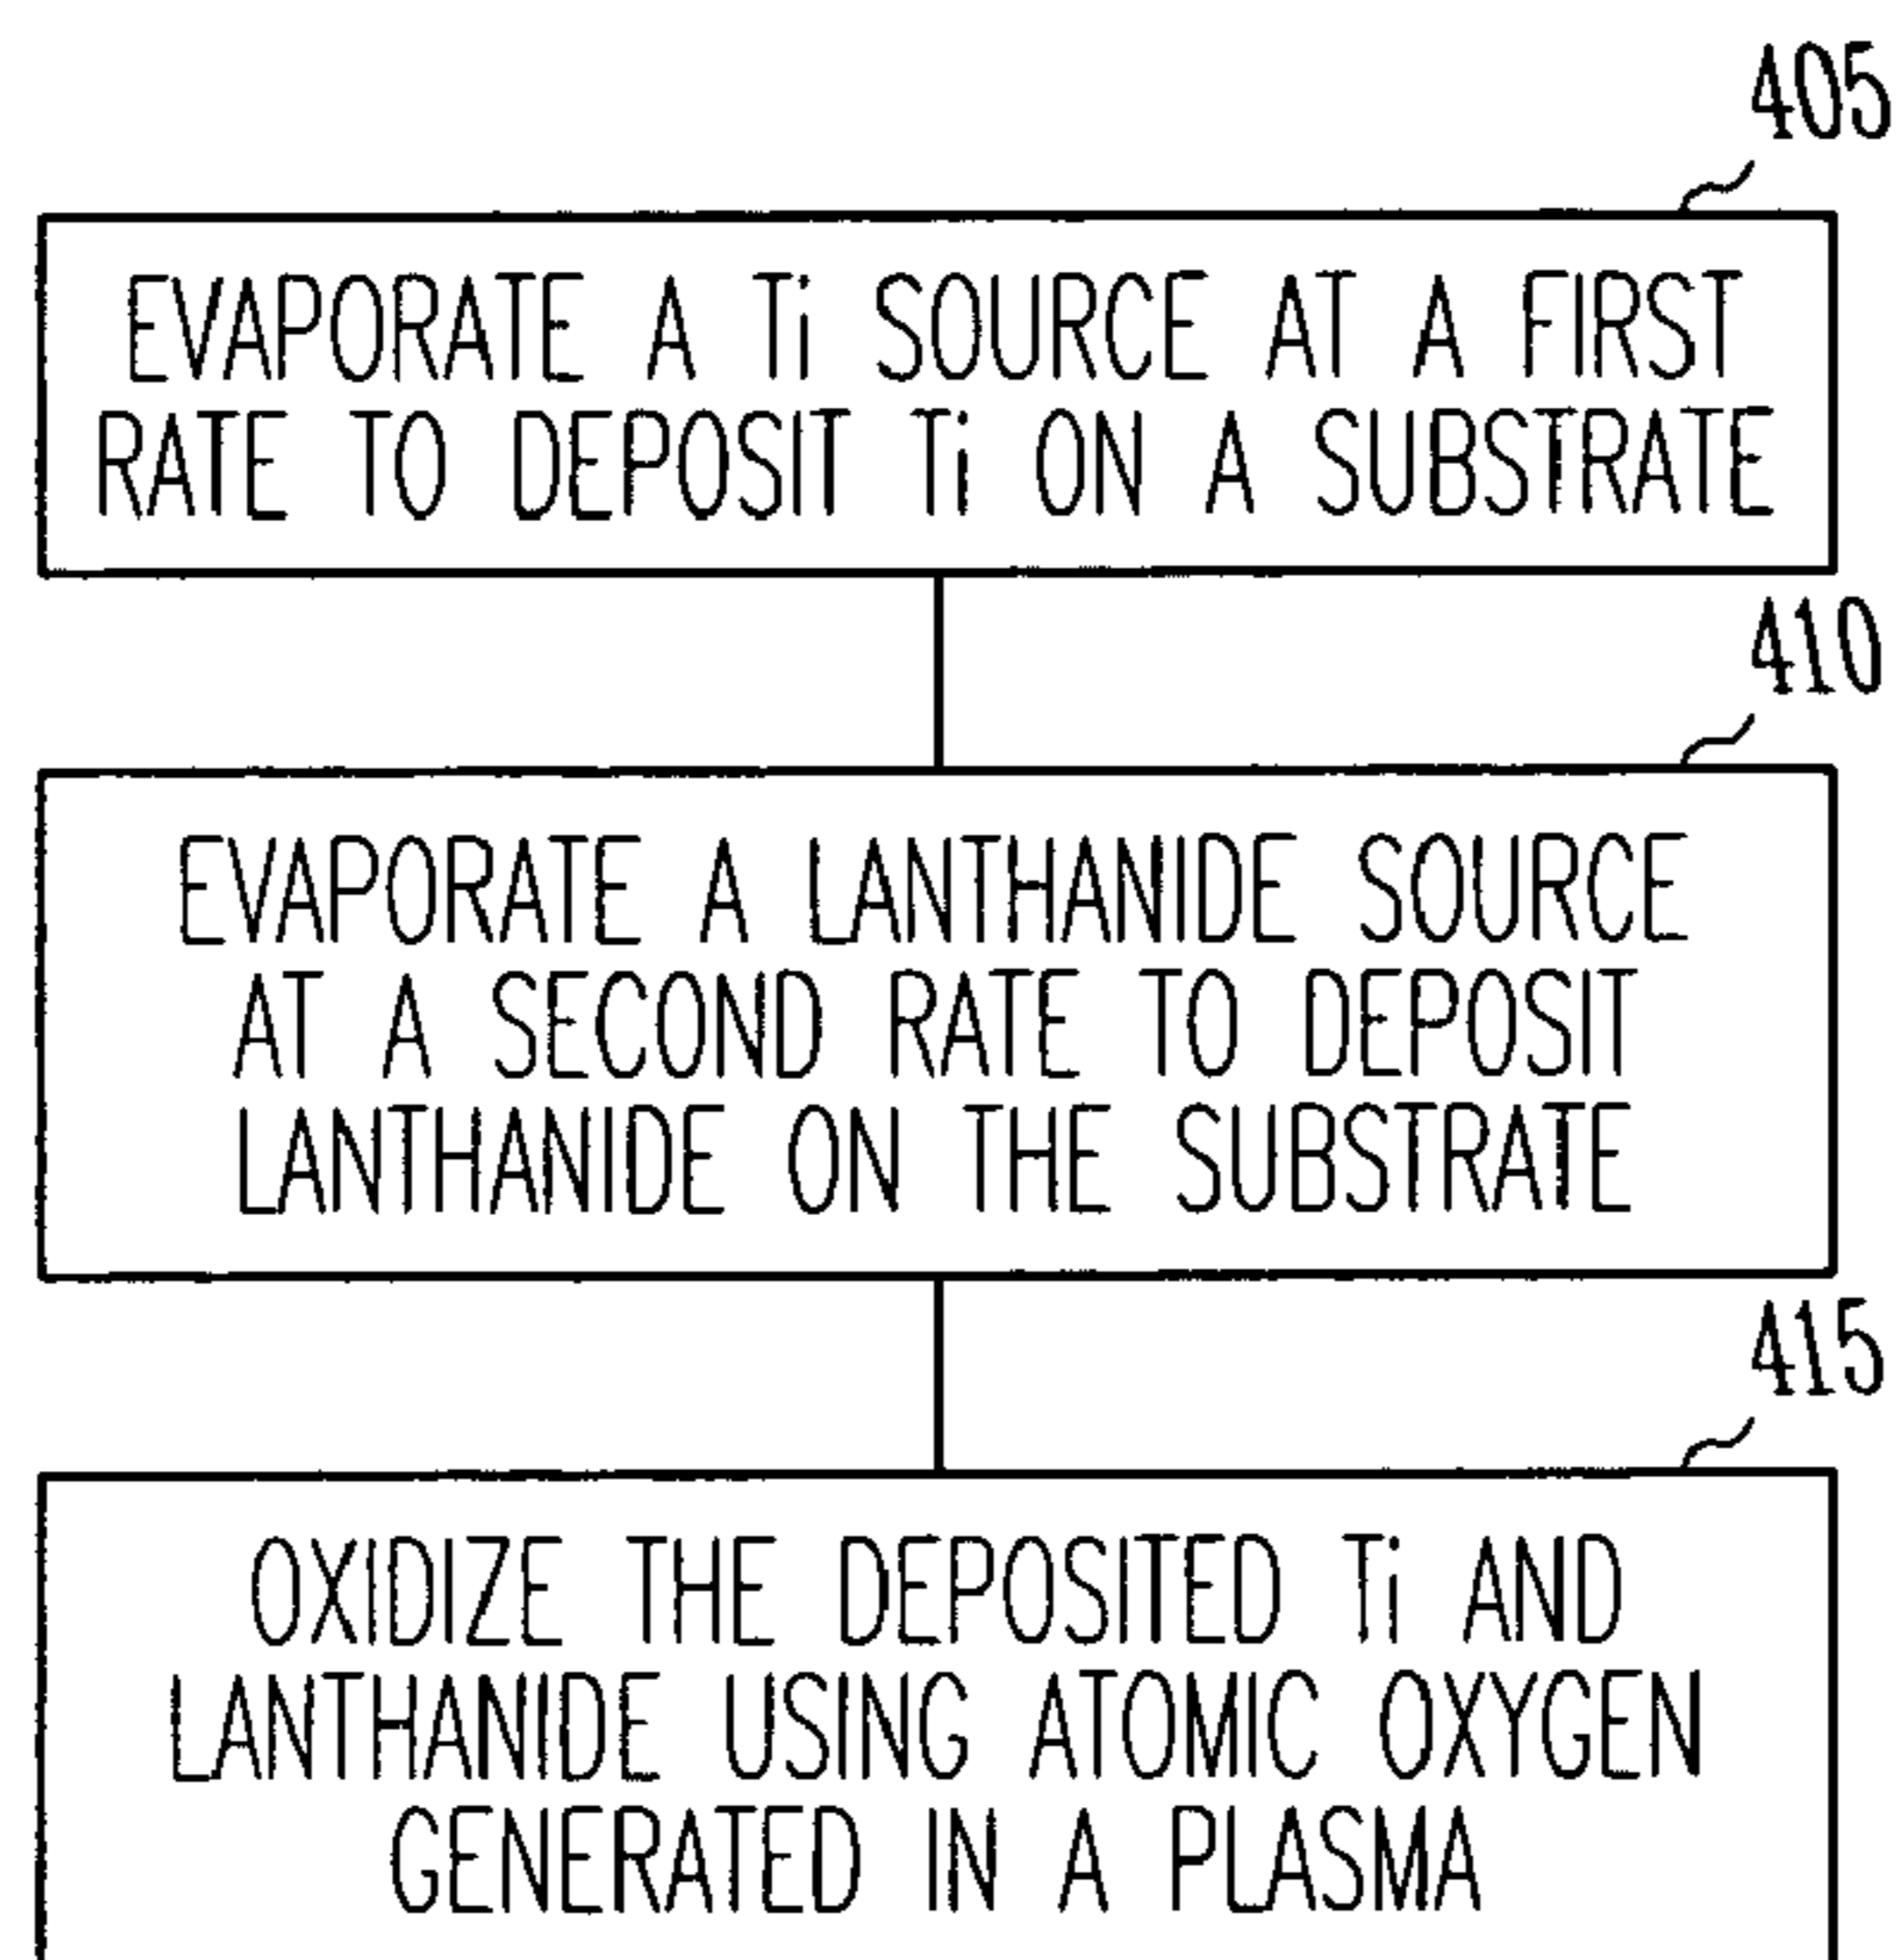 405
EVAPORATE A Ti SOURCE AT A FIRST
RATE TO DEPOSIT Ti ON A SUBSTRATE
410
EVAPORATE A LANTHANIDE SOURCE
AT A SECOND RATE TO DEPOSIT
LANTHANIDE ON THE SUBSTRATE
415
OXIDIZE THE DEPOSITED Ti AND
LANTHANIDE USING ATOMIC OXYGEN
GENERATED IN A PLASMA